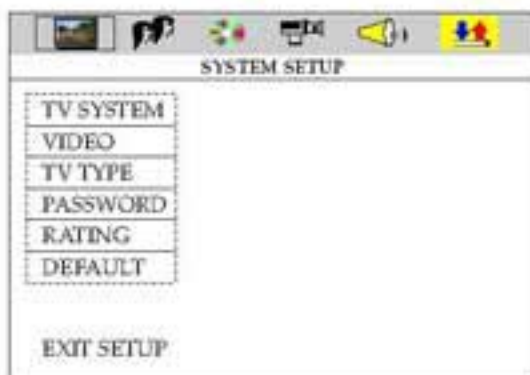 SYSTEM SETUP
TV SYSTEM
VIDEO
TV TYPE
PASSWORD
RATING
DEFAULT
EXIT SETUP